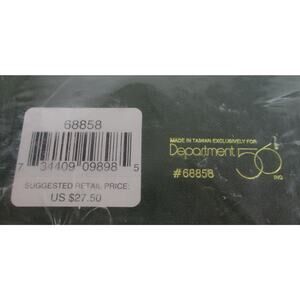 68858
7 34409 09898 5
SUGGESTED RETAIL PRICE:
US $27.50
MADE IN TAIWAN EXCLUSIVELY FOR
Department 56
INC
#68858